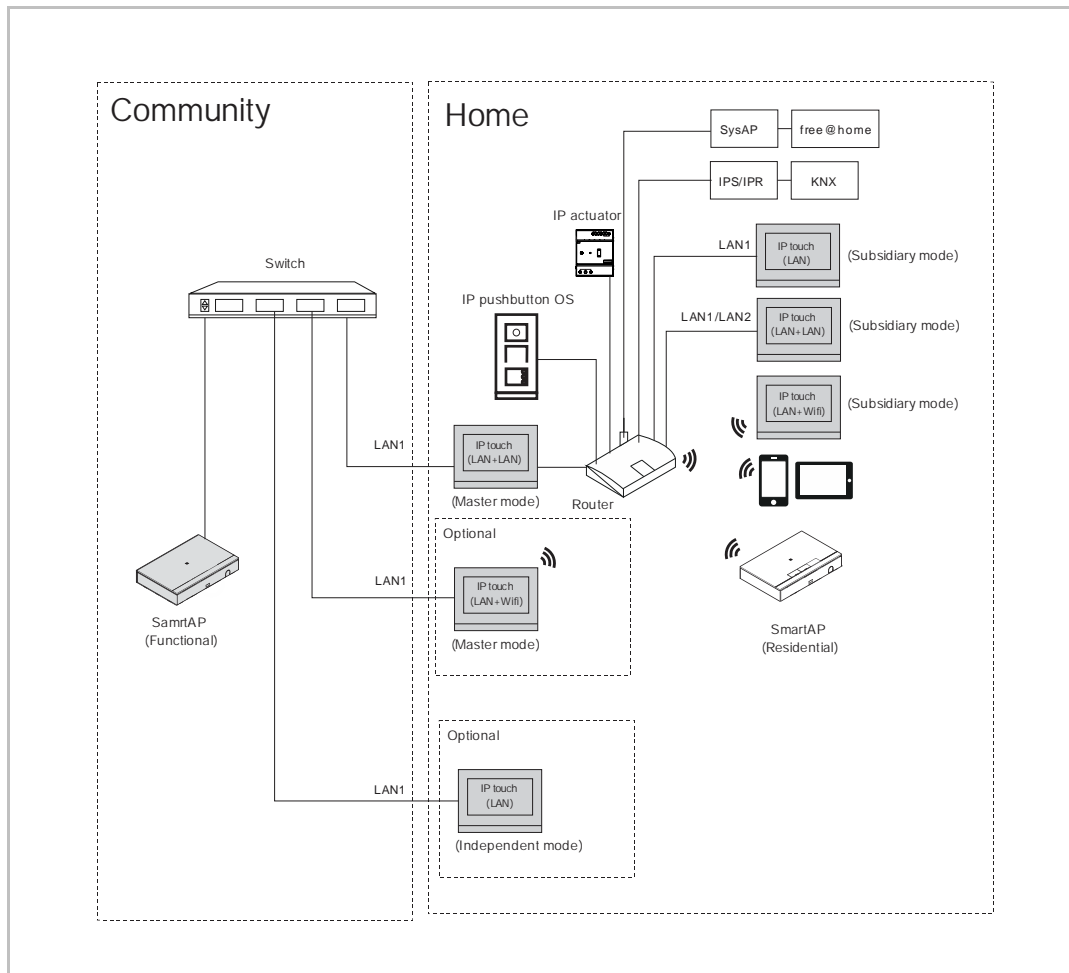 Community
Home
SysAP
free@home
IPS/IPR
KNX
IP actuator
LAN1
IP touch
(LAN)
(Subsidiary mode)
Switch
IP pushbutton OS
LAN1/LAN2
IP touch
(LAN+LAN)
(Subsidiary mode)
IP touch
(LAN+Wifi)
(Subsidiary mode)
LAN1
IP touch
(LAN+LAN)
(Master mode)
Router
Optional
LAN1
IP touch
(LAN+Wifi)
(Master mode)
SamrtAP
(Functional)
SmartAP
(Residential)
Optional
LAN1
IP touch
(LAN)
(Independent mode)